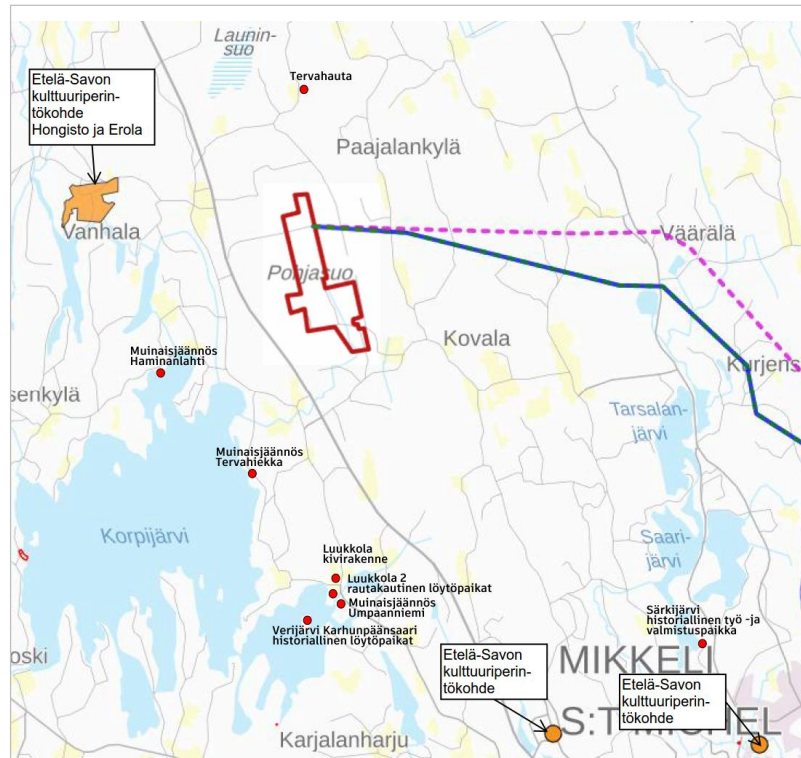 Launin-
suo
Tervahauta
Etelä-Savon
kulttuuriperin-
tökohde
Hongisto ja Erola
Paajalankylä
Vanhala
Väärälä
Pohjasuo
Kovala
Kurjens
Muinaisjäännös
Haminanlahti
senkylä
Tarsalan-
järvi
Muinaisjäännös
Tervahiekka
Korpijärvi
Saari-
järvi
Luukkola
kivirakenne
Luukkola 2
rautakautinen löytöpaikat
Muinaisjäännös
Umpaanniemi
Verijärvi Karhunpäänsaari
historiallinen löytöpaikat
Särkijärvi
historiallinen työ -ja
valmistuspaikka
oski
Etelä-Savon
kulttuuriperin-
tökohde
MIKKELI
S:T MICHEL
Etelä-Savon
kulttuuriperin-
tökohde
Karjalanharju